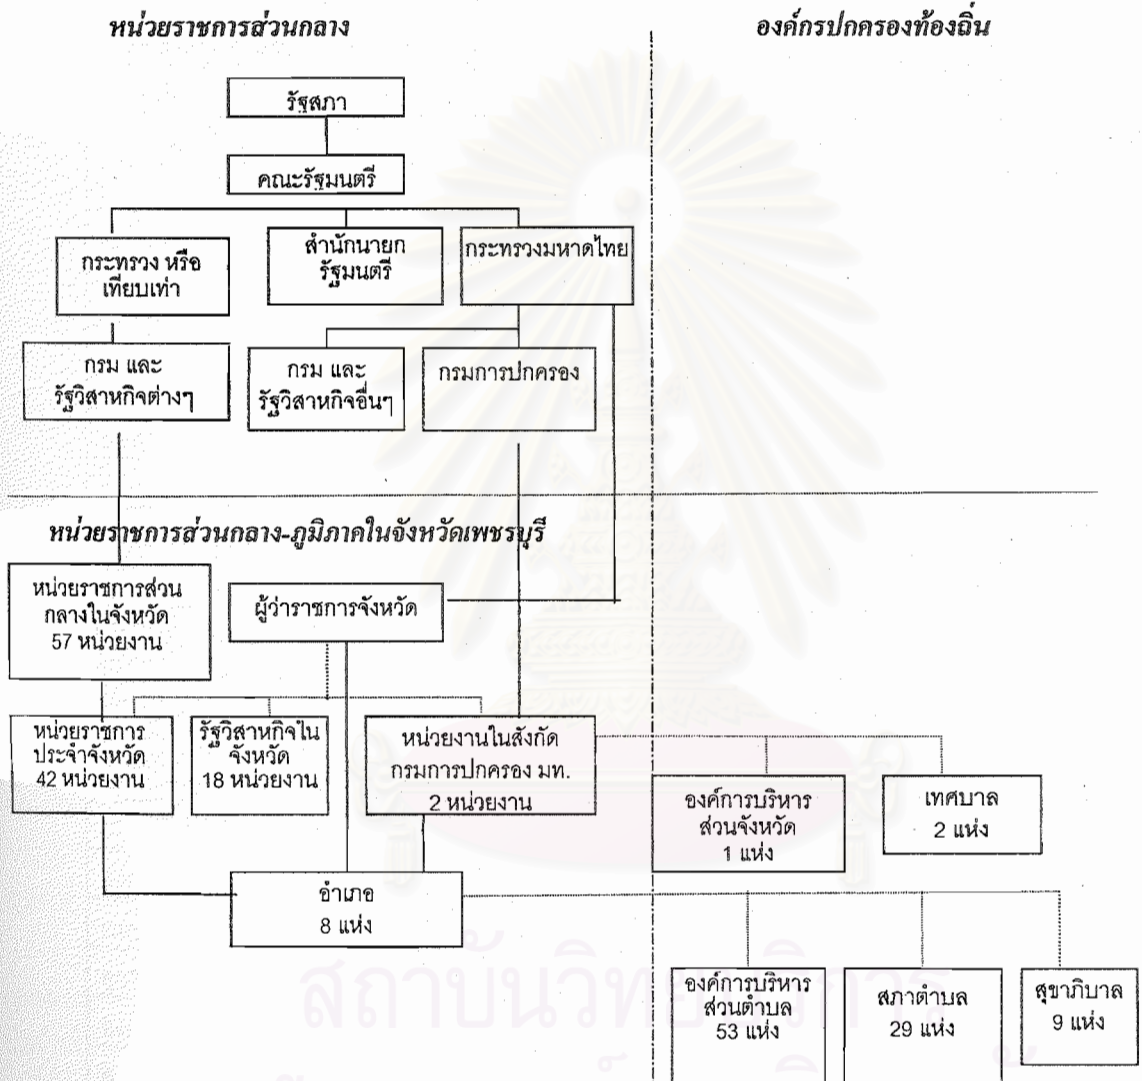 หน่วยราชการส่วนกลาง
องค์กรปกครองท้องถิ่น
รัฐสภา
คณะรัฐมนตรี
กระทรวง หรือ
เทียบเท่า
สำนักนายก
รัฐมนตรี
กระทรวงมหาดไทย
กรม และ
รัฐวิสาหกิจต่างๆ
กรม และ
รัฐวิสาหกิจอื่นๆ
กรมการปกครอง
หน่วยราชการส่วนกลาง-ภูมิภาคในจังหวัดเพชรบุรี
หน่วยราชการส่วน
กลางในจังหวัด
57 หน่วยงาน
ผู้ว่าราชการจังหวัด
หน่วยราชการ
ประจำจังหวัด
42 หน่วยงาน
รัฐวิสาหกิจใน
จังหวัด
18 หน่วยงาน
หน่วยงานในสังกัด
กรมการปกครอง มท.
2 หน่วยงาน
องค์การบริหาร
ส่วนจังหวัด
1 แห่ง
เทศบาล
2 แห่ง
อำเภอ
8 แห่ง
องค์การบริหาร
ส่วนตำบล
53 แห่ง
สภาตำบล
29 แห่ง
สุขาภิบาล
9 แห่ง
สถาบันวิทยบริการ